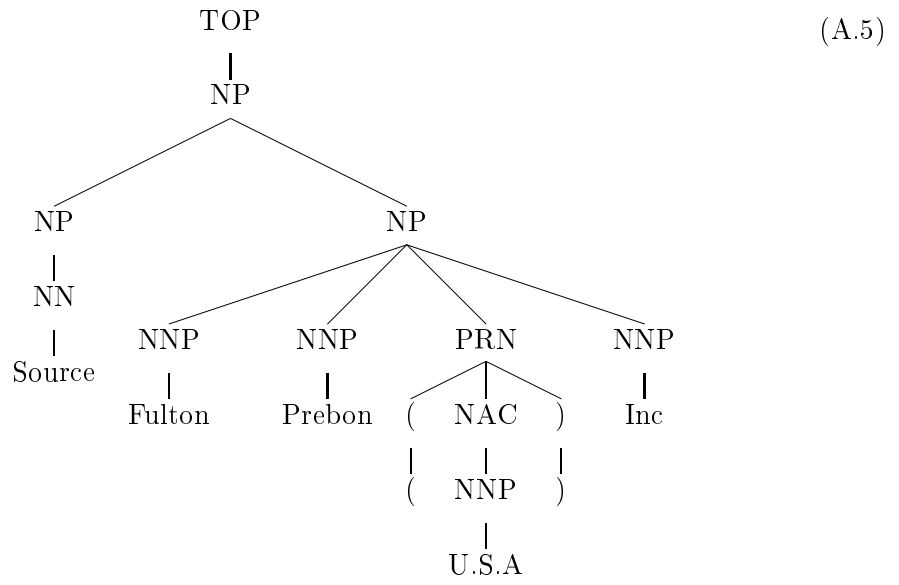 TOP
(A.5)
NP
NP NP
NN
NNP NNP PRN NNP
Source
Fulton Prebon ( NAC ) Inc
( NNP )
U.S.A